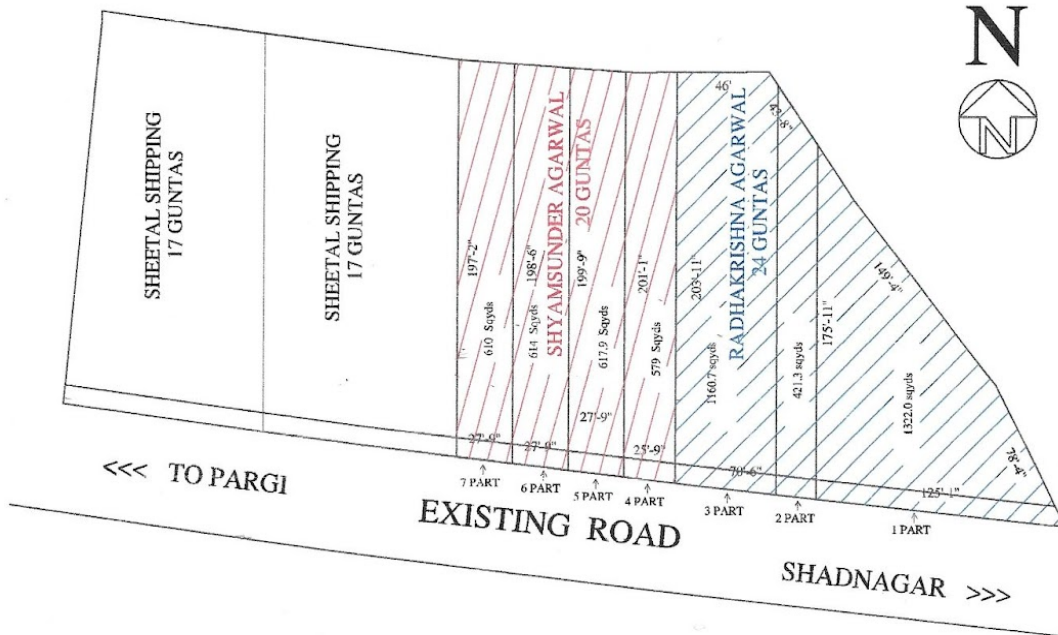 N
N
SHEETAL SHIPPING
17 GUNTAS
SHEETAL SHIPPING
17 GUNTAS
SHYAMSUNDER AGARWAL
20 GUNTAS
RADHAKRISHNA AGARWAL
24 GUNTAS
46'
43'-8"
197'-2"
198'-6"
199'-9"
201'-1"
203'-11"
175'-11"
149'-4"
78'-4"
610 Sqyds
614 Sqyds
617.9 Sqyds
579 Sqyds
1160.7 sqyds
421.3 sqyds
1322.0 sqyds
27'-9"
27'-9"
27'-9"
25'-9"
70'-6"
125'-1"
7 PART
6 PART
5 PART
4 PART
3 PART
2 PART
1 PART
<<< TO PARGI
EXISTING ROAD
SHADNAGAR >>>